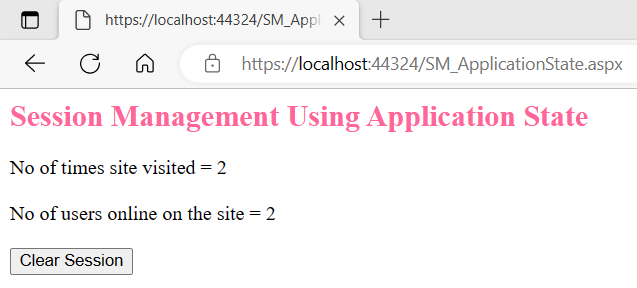 https://localhost:44324/SM_Appl
https://localhost:44324/SM_ApplicationState.aspx
Session Management Using Application State
No of times site visited = 2
No of users online on the site = 2
Clear Session